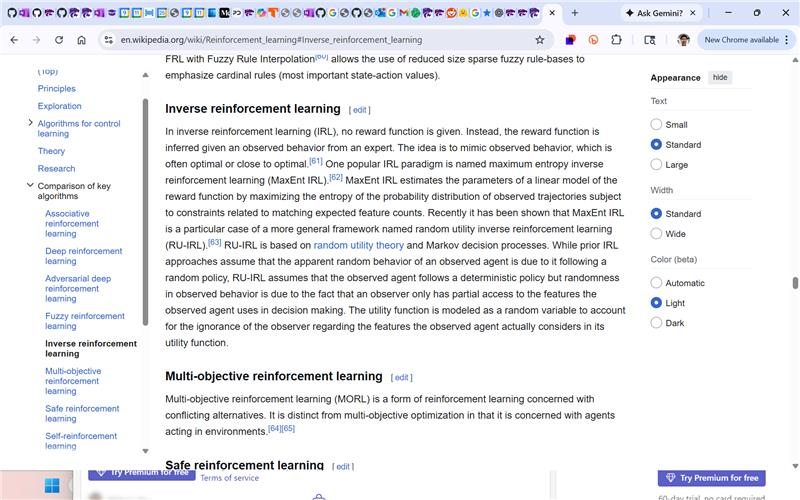 Ask Gemini?
en.wikipedia.org/wiki/Reinforcement_learning#Inverse_reinforcement_learning
New Chrome available
(Top)
Principles
Exploration
Algorithms for control
learning
Theory
Research
Comparison of key
algorithms
Associative
reinforcement
learning
Deep reinforcement
learning
Adversarial deep
reinforcement
learning
Fuzzy reinforcement
learning
Inverse reinforcement
learning
Multi-objective
reinforcement
learning
Safe reinforcement
learning
Self-reinforcement
learning
FRL with Fuzzy Rule Interpolation[60] allows the use of reduced size sparse fuzzy rule-bases to
emphasize cardinal rules (most important state-action values).
Inverse reinforcement learning [ edit ]
In inverse reinforcement learning (IRL), no reward function is given. Instead, the reward function is
inferred given an observed behavior from an expert. The idea is to mimic observed behavior, which is
often optimal or close to optimal.[61] One popular IRL paradigm is named maximum entropy inverse
reinforcement learning (MaxEnt IRL).[62] MaxEnt IRL estimates the parameters of a linear model of the
reward function by maximizing the entropy of the probability distribution of observed trajectories subject
to constraints related to matching expected feature counts. Recently it has been shown that MaxEnt IRL
is a particular case of a more general framework named random utility inverse reinforcement learning
(RU-IRL).[63] RU-IRL is based on random utility theory and Markov decision processes. While prior IRL
approaches assume that the apparent random behavior of an observed agent is due to it following a
random policy, RU-IRL assumes that the observed agent follows a deterministic policy but randomness
in observed behavior is due to the fact that an observer only has partial access to the features the
observed agent uses in decision making. The utility function is modeled as a random variable to account
for the ignorance of the observer regarding the features the observed agent actually considers in its
utility function.
Multi-objective reinforcement learning [ edit ]
Multi-objective reinforcement learning (MORL) is a form of reinforcement learning concerned with
conflicting alternatives. It is distinct from multi-objective optimization in that it is concerned with agents
acting in environments.[64][65]
Safe reinforcement learning [ edit ]
Appearance hide
Text
Small
Standard
Large
Width
Standard
Wide
Color (beta)
Automatic
Light
Dark
Try Premium for free
Terms of service
Try Premium for free
60-day trial, no card required